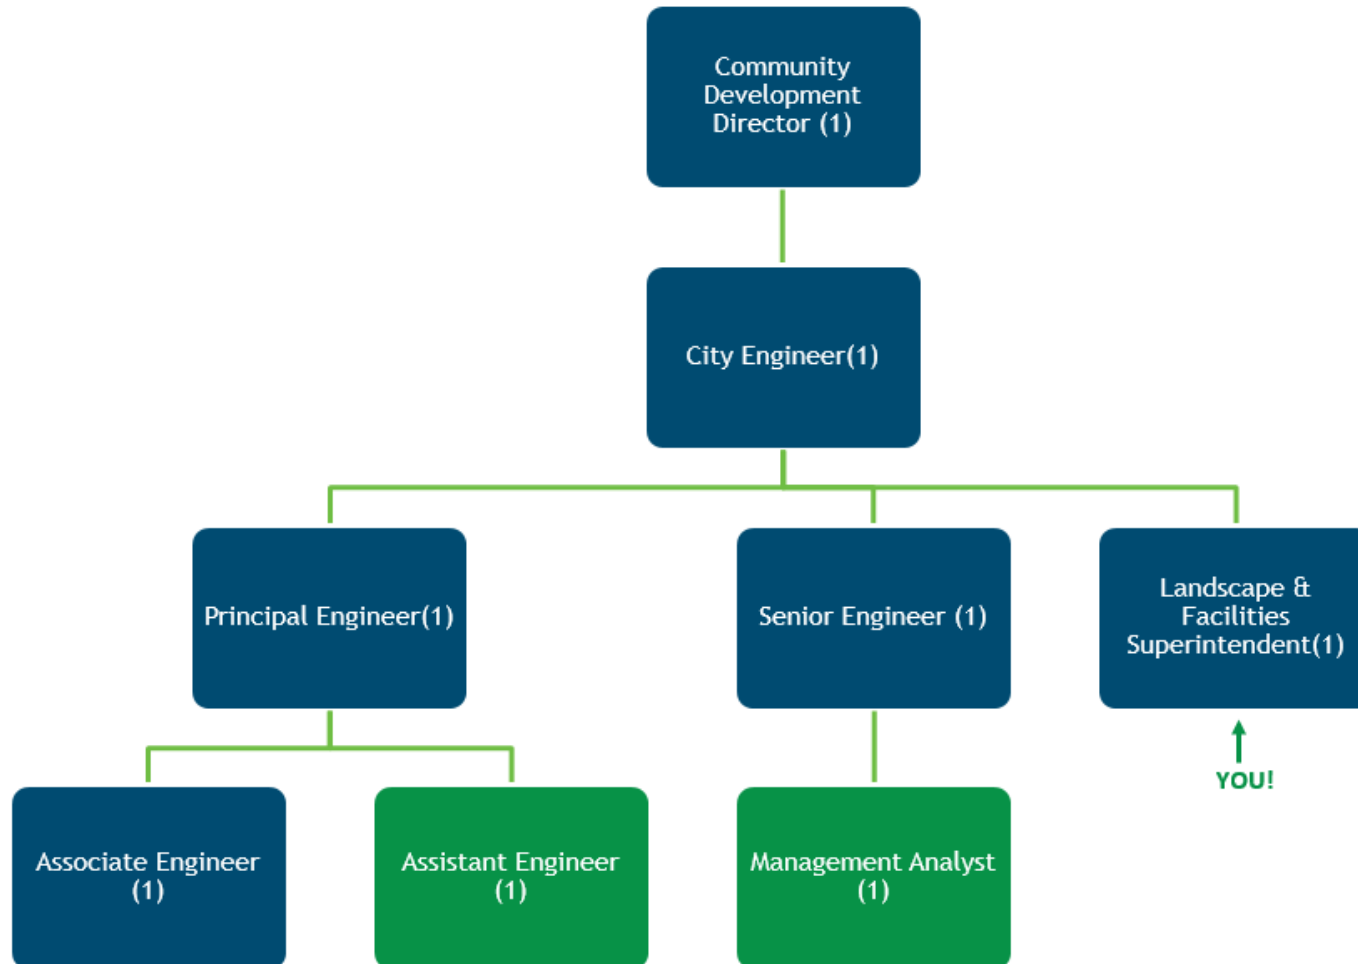 Community
Development
Director (1)
City Engineer(1)
Principal Engineer(1)
Senior Engineer (1)
Landscape &
Facilities
Superintendent(1)
YOU!
Associate Engineer
(1)
Assistant Engineer
(1)
Management Analyst
(1)